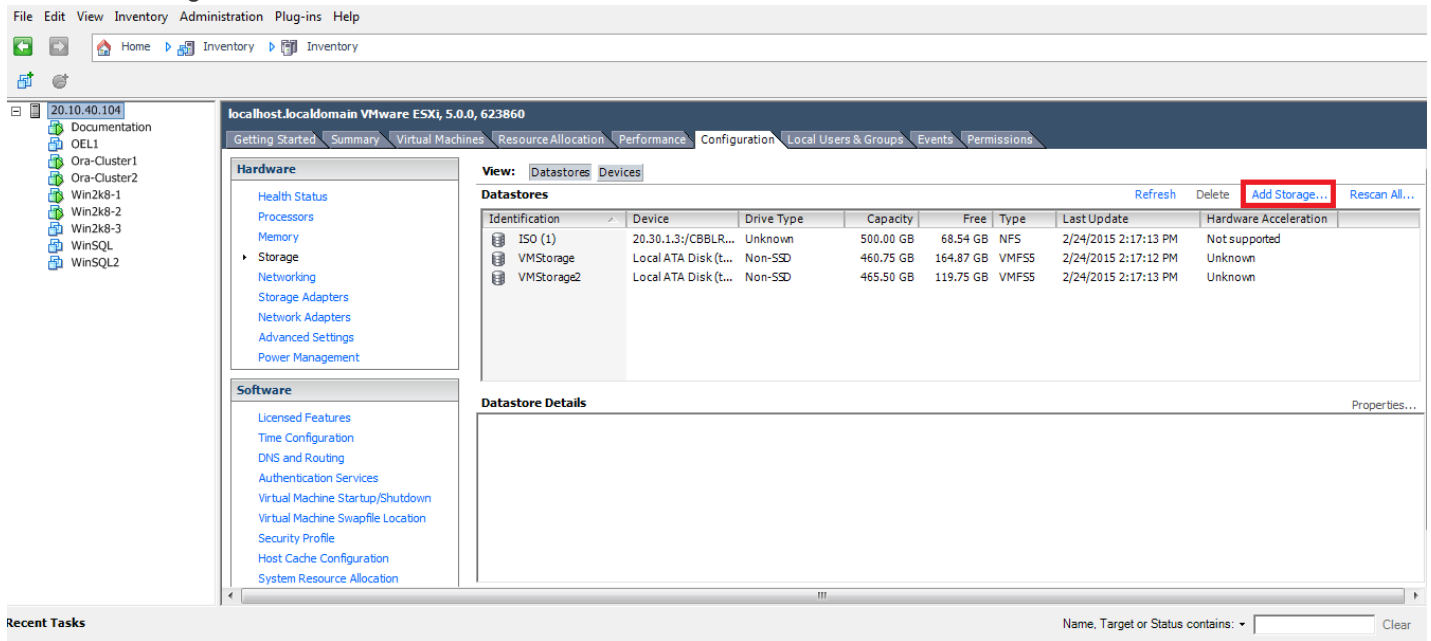 File Edit View Inventory Administration Plug-ins Help
Home Inventory Inventory
20.10.40.104
Documentation
OEL1
Ora-Cluster1
Ora-Cluster2
Win2k8-1
Win2k8-2
Win2k8-3
WinSQL
WinSQL2
localhost.localdomain VMware ESXi, 5.0.0, 623860
Getting Started Summary Virtual Machines Resource Allocation Performance Configuration Local Users & Groups Events Permissions
Hardware
Health Status
Processors
Memory
Storage
Networking
Storage Adapters
Network Adapters
Advanced Settings
Power Management
Software
Licensed Features
Time Configuration
DNS and Routing
Authentication Services
Virtual Machine Startup/Shutdown
Virtual Machine Swapfile Location
Security Profile
Host Cache Configuration
System Resource Allocation
View: Datastores Devices
Datastores Refresh Delete Add Storage... Rescan All...
Identification Device Drive Type Capacity Free Type Last Update Hardware Acceleration
ISO (1) 20.30.1.3:/CBBLR... Unknown 500.00 GB 68.54 GB NFS 2/24/2015 2:17:13 PM Not supported
VMStorage Local ATA Disk (t... Non-SSD 460.75 GB 164.87 GB VMFS5 2/24/2015 2:17:12 PM Unknown
VMStorage2 Local ATA Disk (t... Non-SSD 465.50 GB 119.75 GB VMFS5 2/24/2015 2:17:13 PM Unknown
Datastore Details Properties...
Recent Tasks Name, Target or Status contains: Clear